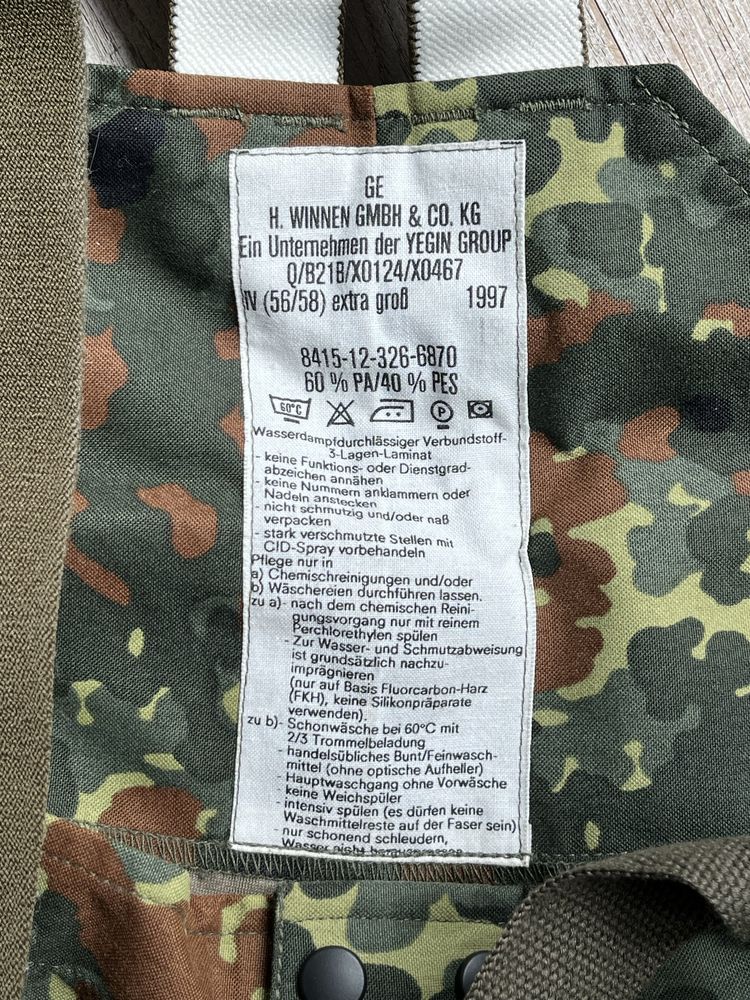 GE
H. WINNEN GMBH & CO. KG
Ein Unternehmen der YEGIN GROUP
Q/B21B/X0124/X0467
IV (56/58) extra groß 1997
8415-12-326-6870
60 % PA/40 % PES
60°C P
Wasserdampfdurchlässiger Verbundstoff-
3-Lagen-Laminat
- keine Funktions- oder Dienstgrad-
abzeichen annähen
- keine Nummern anklammern oder
Nadeln anstecken
- nicht schmutzig und/oder naß
verpacken
- stark verschmutzte Stellen mit
CID-Spray vorbehandeln
Pflege nur in
a) Chemischreinigungen und/oder
b) Wäschereien durchführen lassen.
zu a)- nach dem chemischen Reini-
gungsvorgang nur mit reinem
Perchlorethylen spülen
- Zur Wasser- und Schmutzabweisung
ist grundsätzlich nachzu-
imprägnieren
(nur auf Basis Fluorcarbon-Harz
(FKH), keine Silikonpräparate
verwenden).
zu b)- Schonwäsche bei 60°C mit
2/3 Trommelbeladung
- handelsübliches Bunt/Feinwasch-
mittel (ohne optische Aufheller)
- Hauptwaschgang ohne Vorwäsche
keine Weichspüler
- intensiv spülen (es dürfen keine
Waschmittelreste auf der Faser sein)
- nur schonend schleudern,
Wasser nicht